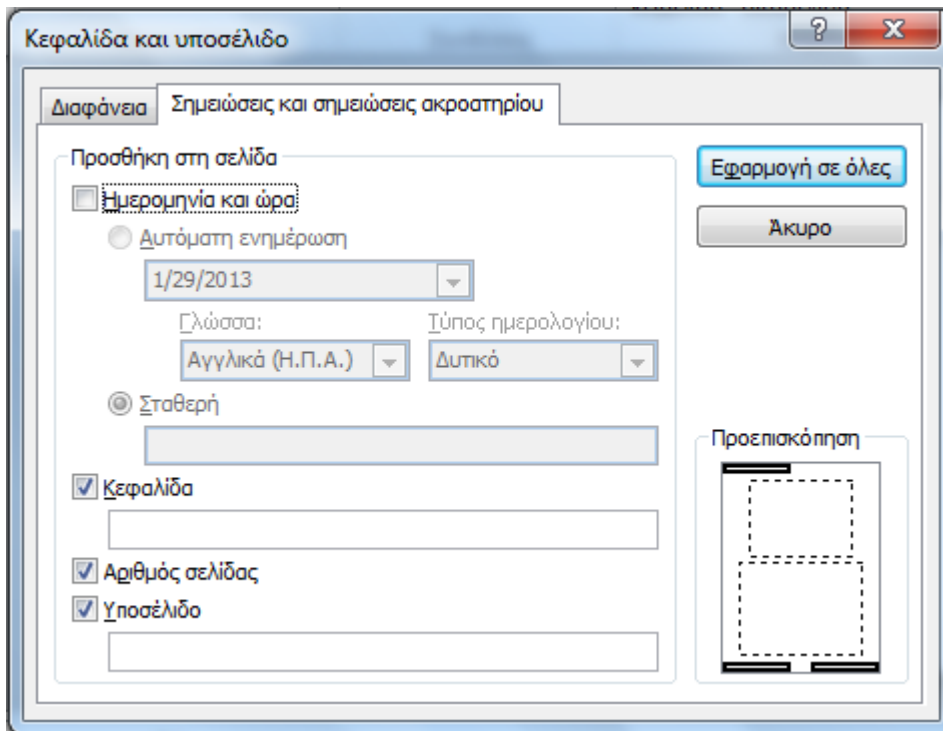 Κεφαλίδα και υποσέλιδο
Διαφάνεια
Σημειώσεις και σημειώσεις ακροατηρίου
Προσθήκη στη σελίδα
Ημερομηνία και ώρα
Αυτόματη ενημέρωση
1/29/2013
Γλώσσα:
Τύπος ημερολογίου:
Αγγλικά (Η.Π.Α.)
Δυτικό
Σταθερή
Κεφαλίδα
Αριθμός σελίδας
Υποσέλιδο
Εφαρμογή σε όλες
Άκυρο
Προεπισκόπηση